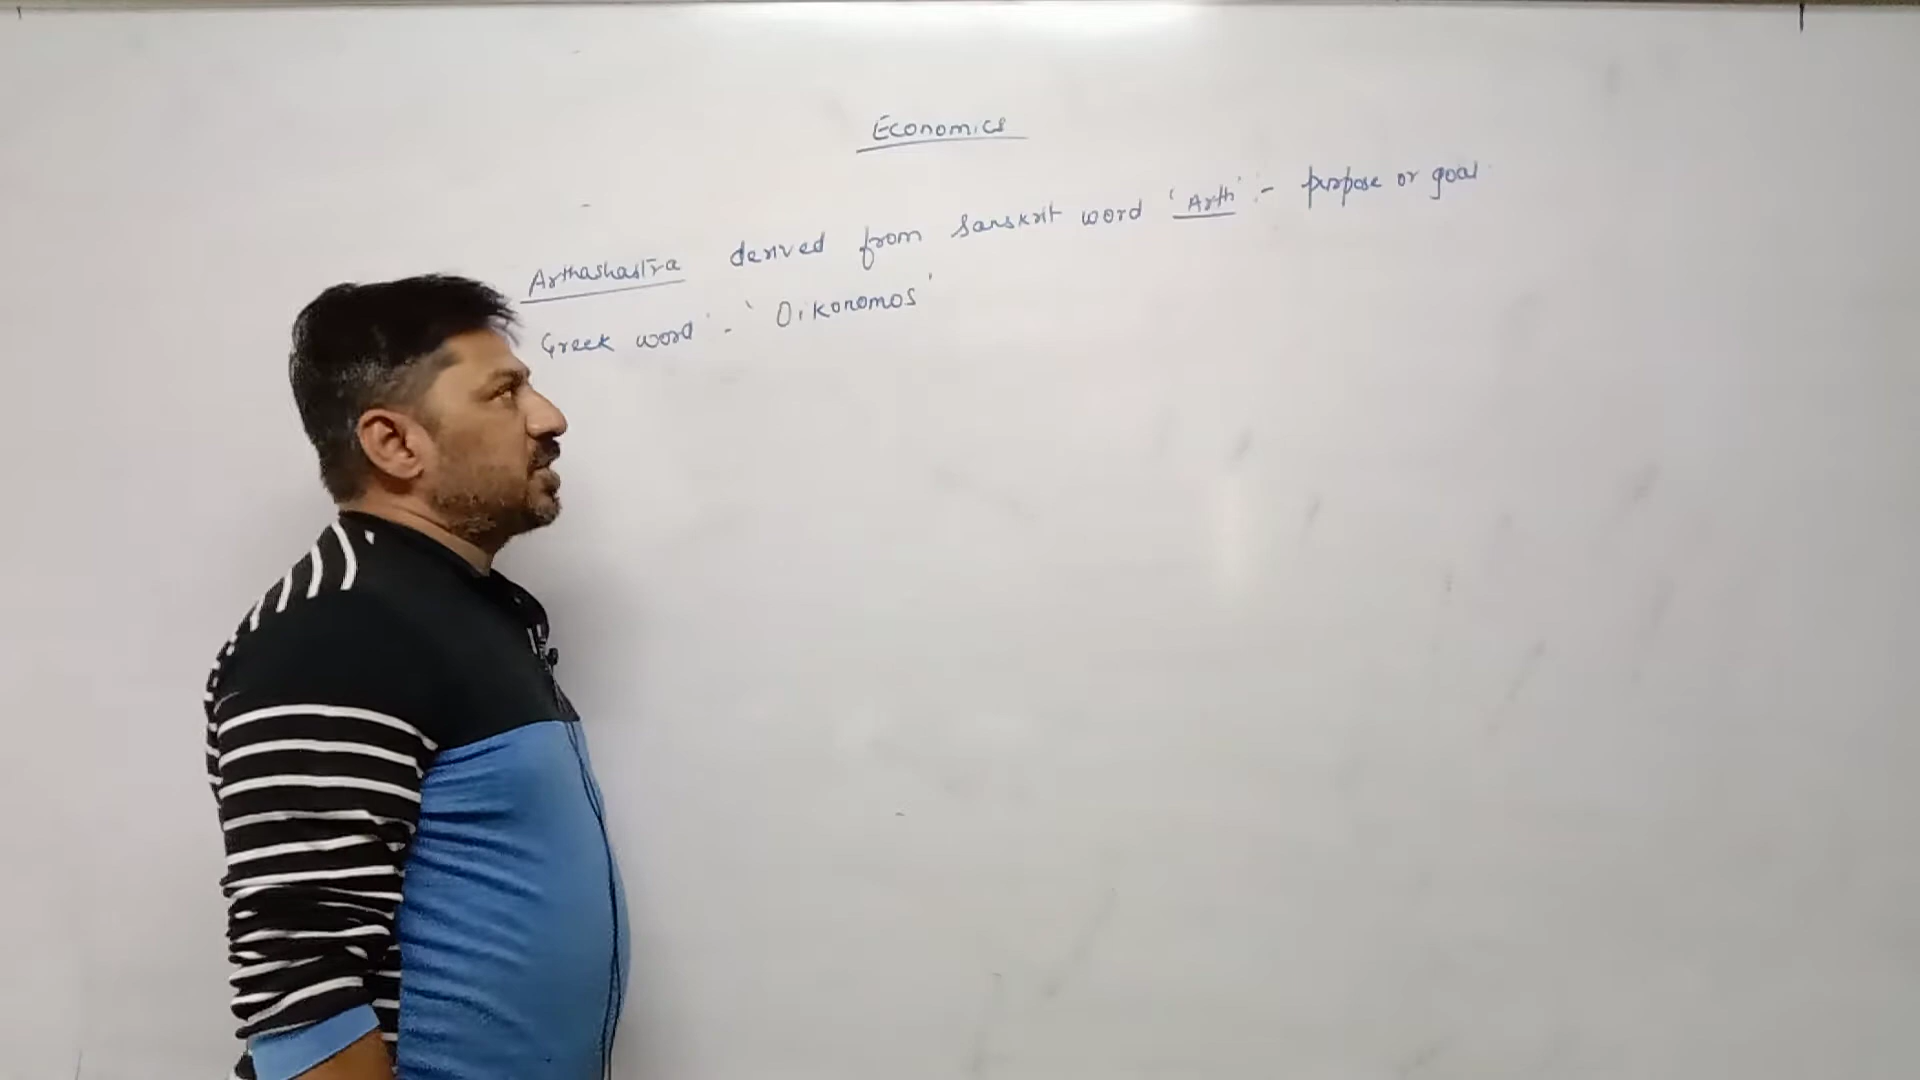 Economics
Arthashastra derived from Sanskrit word 'Arth' :- purpose or goal
Greek word - 'Oikonomos'